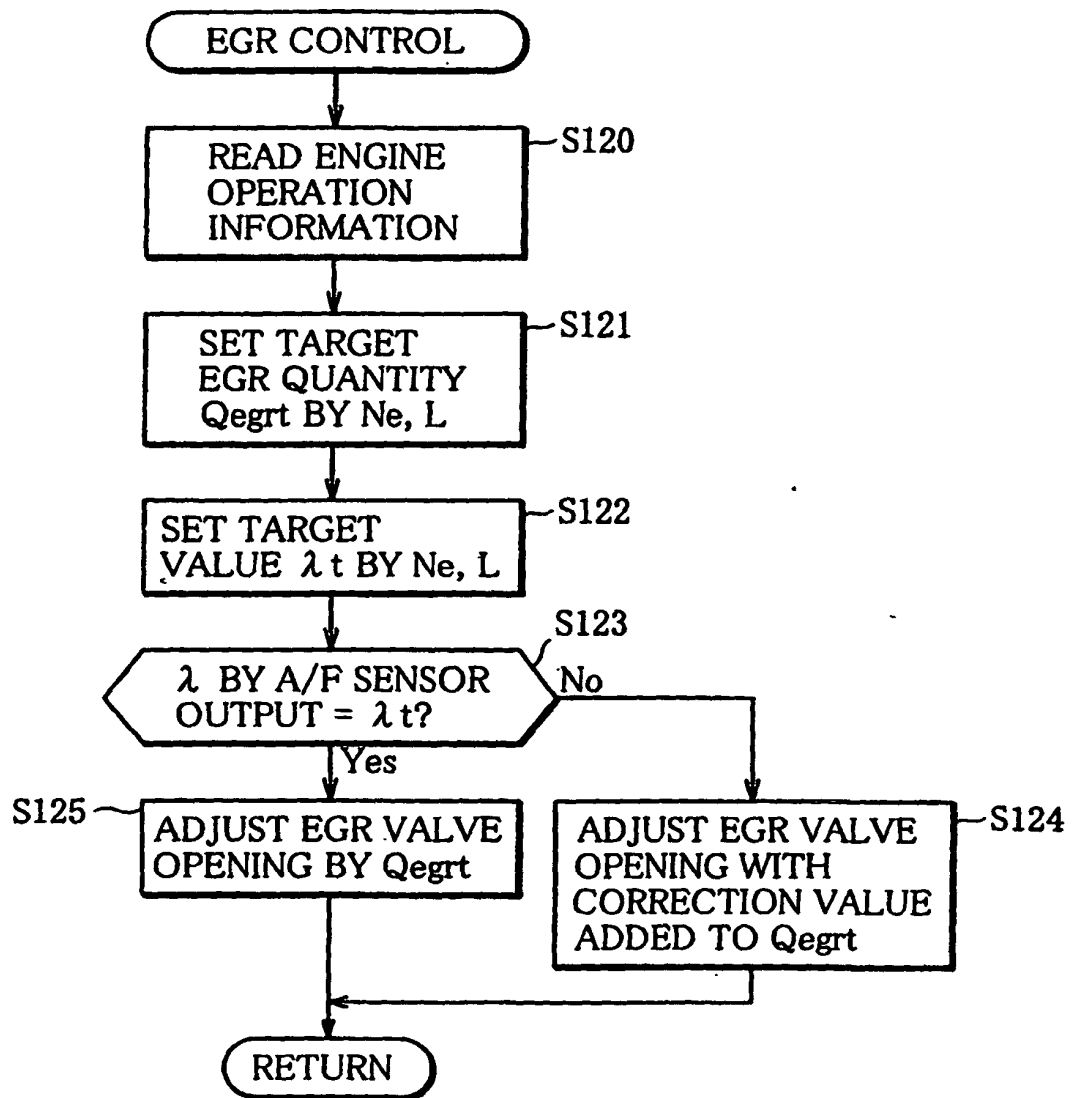 EGR CONTROL
S120
READ ENGINE
OPERATION
INFORMATION
S121
SET TARGET
EGR QUANTITY
Qegrt BY Ne, L
S122
SET TARGET
VALUE λt BY Ne, L
S123
λ BY A/F SENSOR
OUTPUT = λt?
No
Yes
S125
ADJUST EGR VALVE
OPENING BY Qegrt
S124
ADJUST EGR VALVE
OPENING WITH
CORRECTION VALUE
ADDED TO Qegrt
RETURN